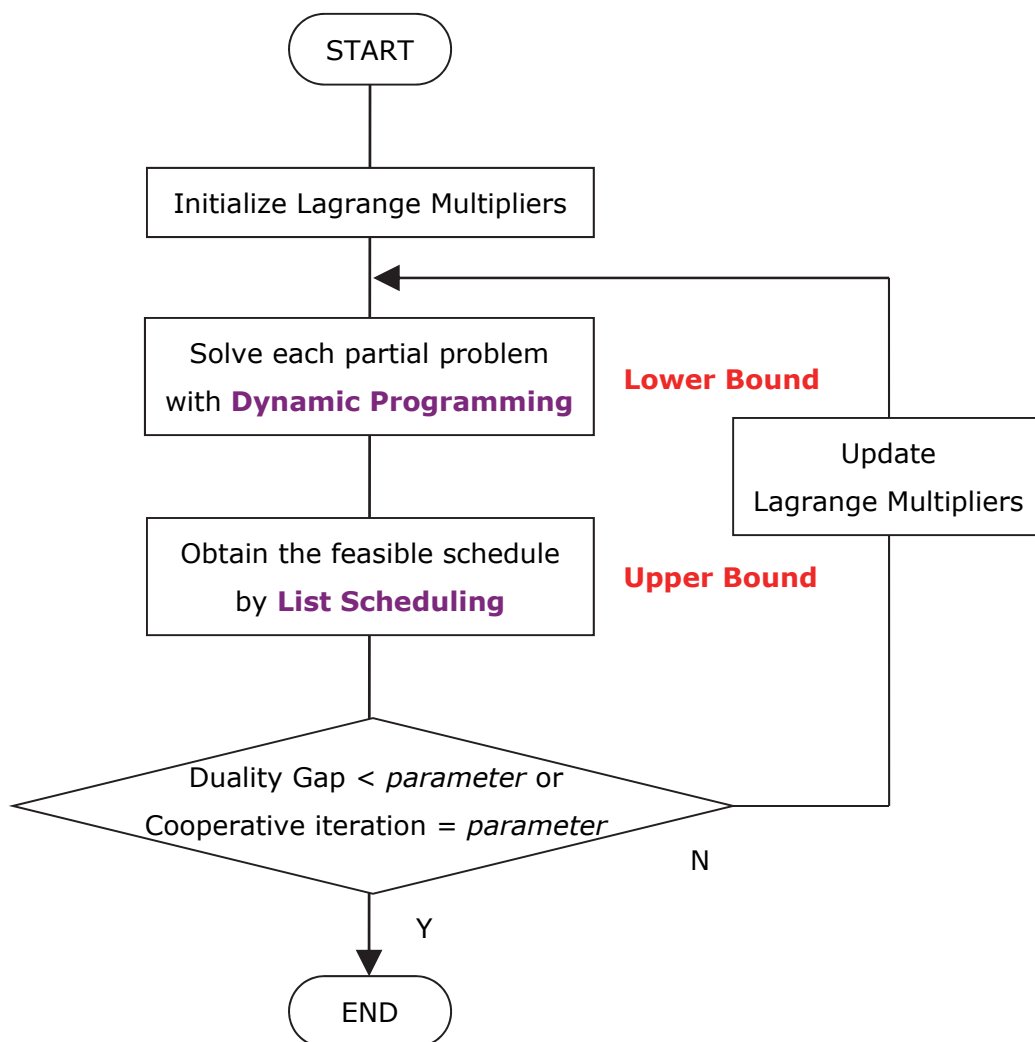 START
Initialize Lagrange Multipliers
Solve each partial problem
with Dynamic Programming
Lower Bound
Update
Lagrange Multipliers
Obtain the feasible schedule
by List Scheduling
Upper Bound
Duality Gap < parameter or
Cooperative iteration = parameter
N
Y
END